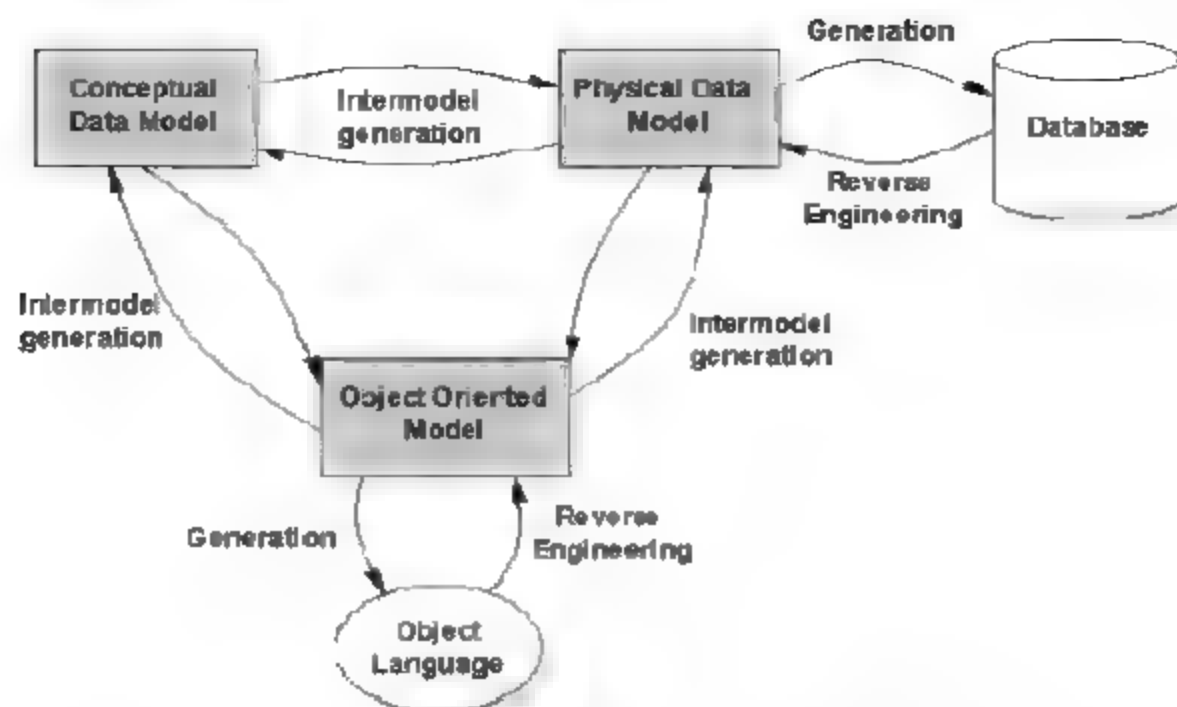 Generation
Conceptual
Data Model
Intermodel
generation
Physical Data
Model
Database
Reverse
Engineering
Intermodel
generation
Intermodel
generation
Object Oriented
Model
Generation
Reverse
Engineering
Object
Language